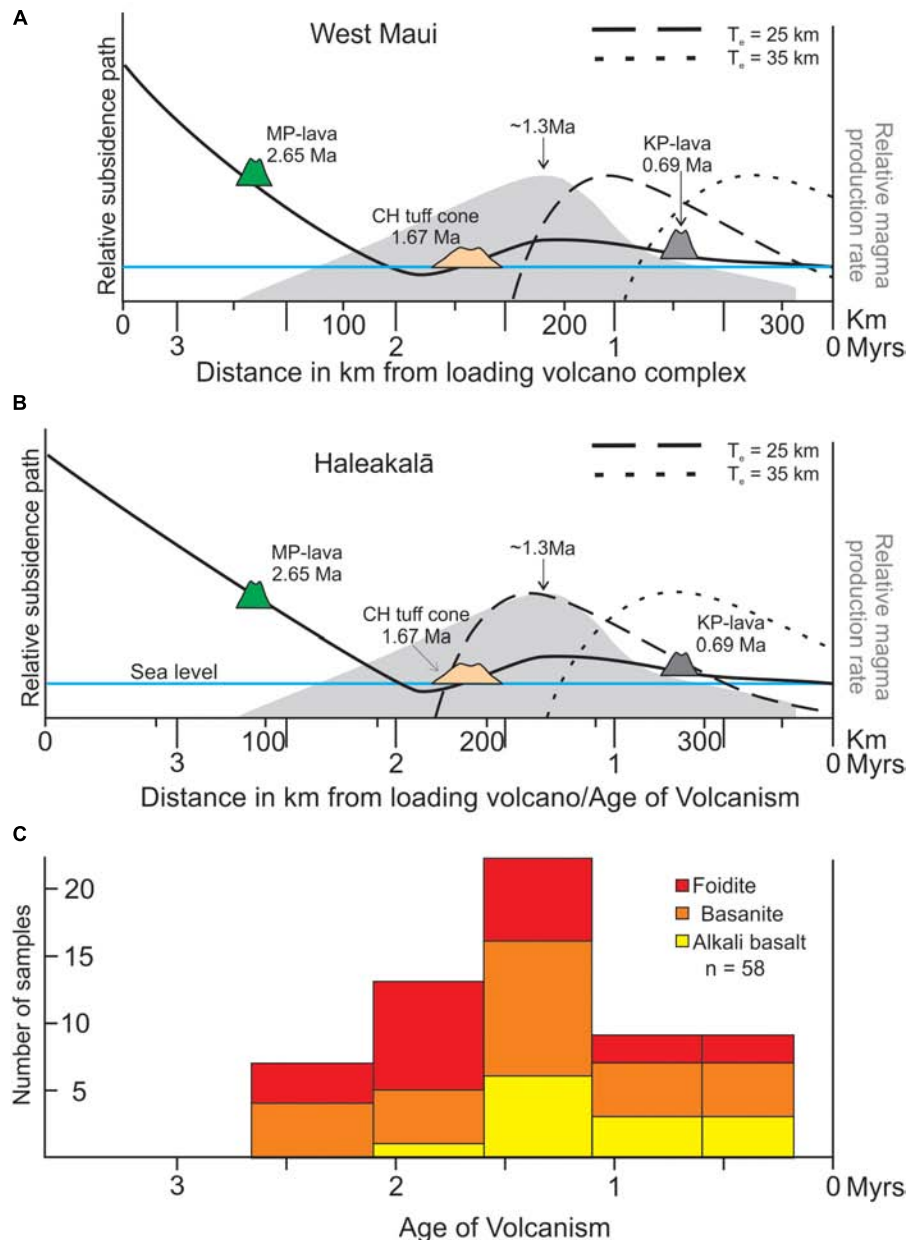 A
West Maui
Tₑ = 25 km
Tₑ = 35 km
Relative subsidence path
MP-lava
2.65 Ma
CH tuff cone
1.67 Ma
~1.3Ma
KP-lava
0.69 Ma
Relative magma
production rate
0 100 200 300 Km
3 2 1 0 Myrs
Distance in km from loading volcano complex
B
Haleakalā
Tₑ = 25 km
Tₑ = 35 km
Relative subsidence path
MP-lava
2.65 Ma
~1.3Ma
CH tuff cone
1.67 Ma
KP-lava
0.69 Ma
Sea level
Relative magma
production rate
0 100 200 300 Km
3 2 1 0 Myrs
Distance in km from loading volcano/Age of Volcanism
C
Number of samples
20
15
10
5
Foidite
Basanite
Alkali basalt
n = 58
3 2 1 0 Myrs
Age of Volcanism